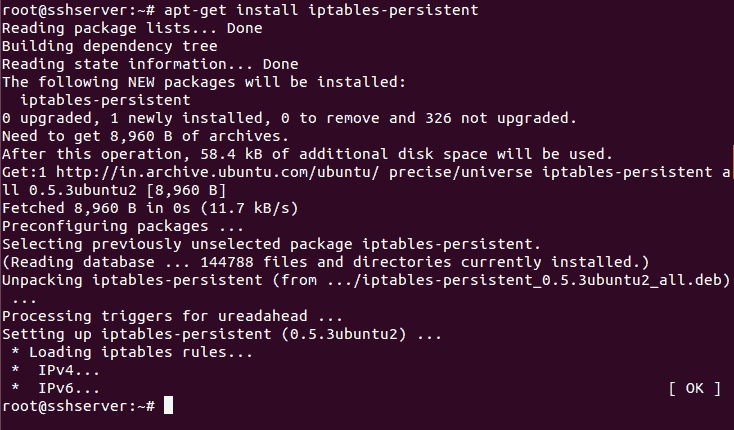 root@sshserver:~# apt-get install iptables-persistent
Reading package lists... Done
Building dependency tree
Reading state information... Done
The following NEW packages will be installed:
  iptables-persistent
0 upgraded, 1 newly installed, 0 to remove and 326 not upgraded.
Need to get 8,960 B of archives.
After this operation, 58.4 kB of additional disk space will be used.
Get:1 http://in.archive.ubuntu.com/ubuntu/ precise/universe iptables-persistent a
ll 0.5.3ubuntu2 [8,960 B]
Fetched 8,960 B in 0s (11.7 kB/s)
Preconfiguring packages ...
Selecting previously unselected package iptables-persistent.
(Reading database ... 144788 files and directories currently installed.)
Unpacking iptables-persistent (from .../iptables-persistent_0.5.3ubuntu2_all.deb)
 ...
Processing triggers for ureadahead ...
Setting up iptables-persistent (0.5.3ubuntu2) ...
 * Loading iptables rules...
 *  IPv4...
 *  IPv6...                                                               [ OK ]
root@sshserver:~#